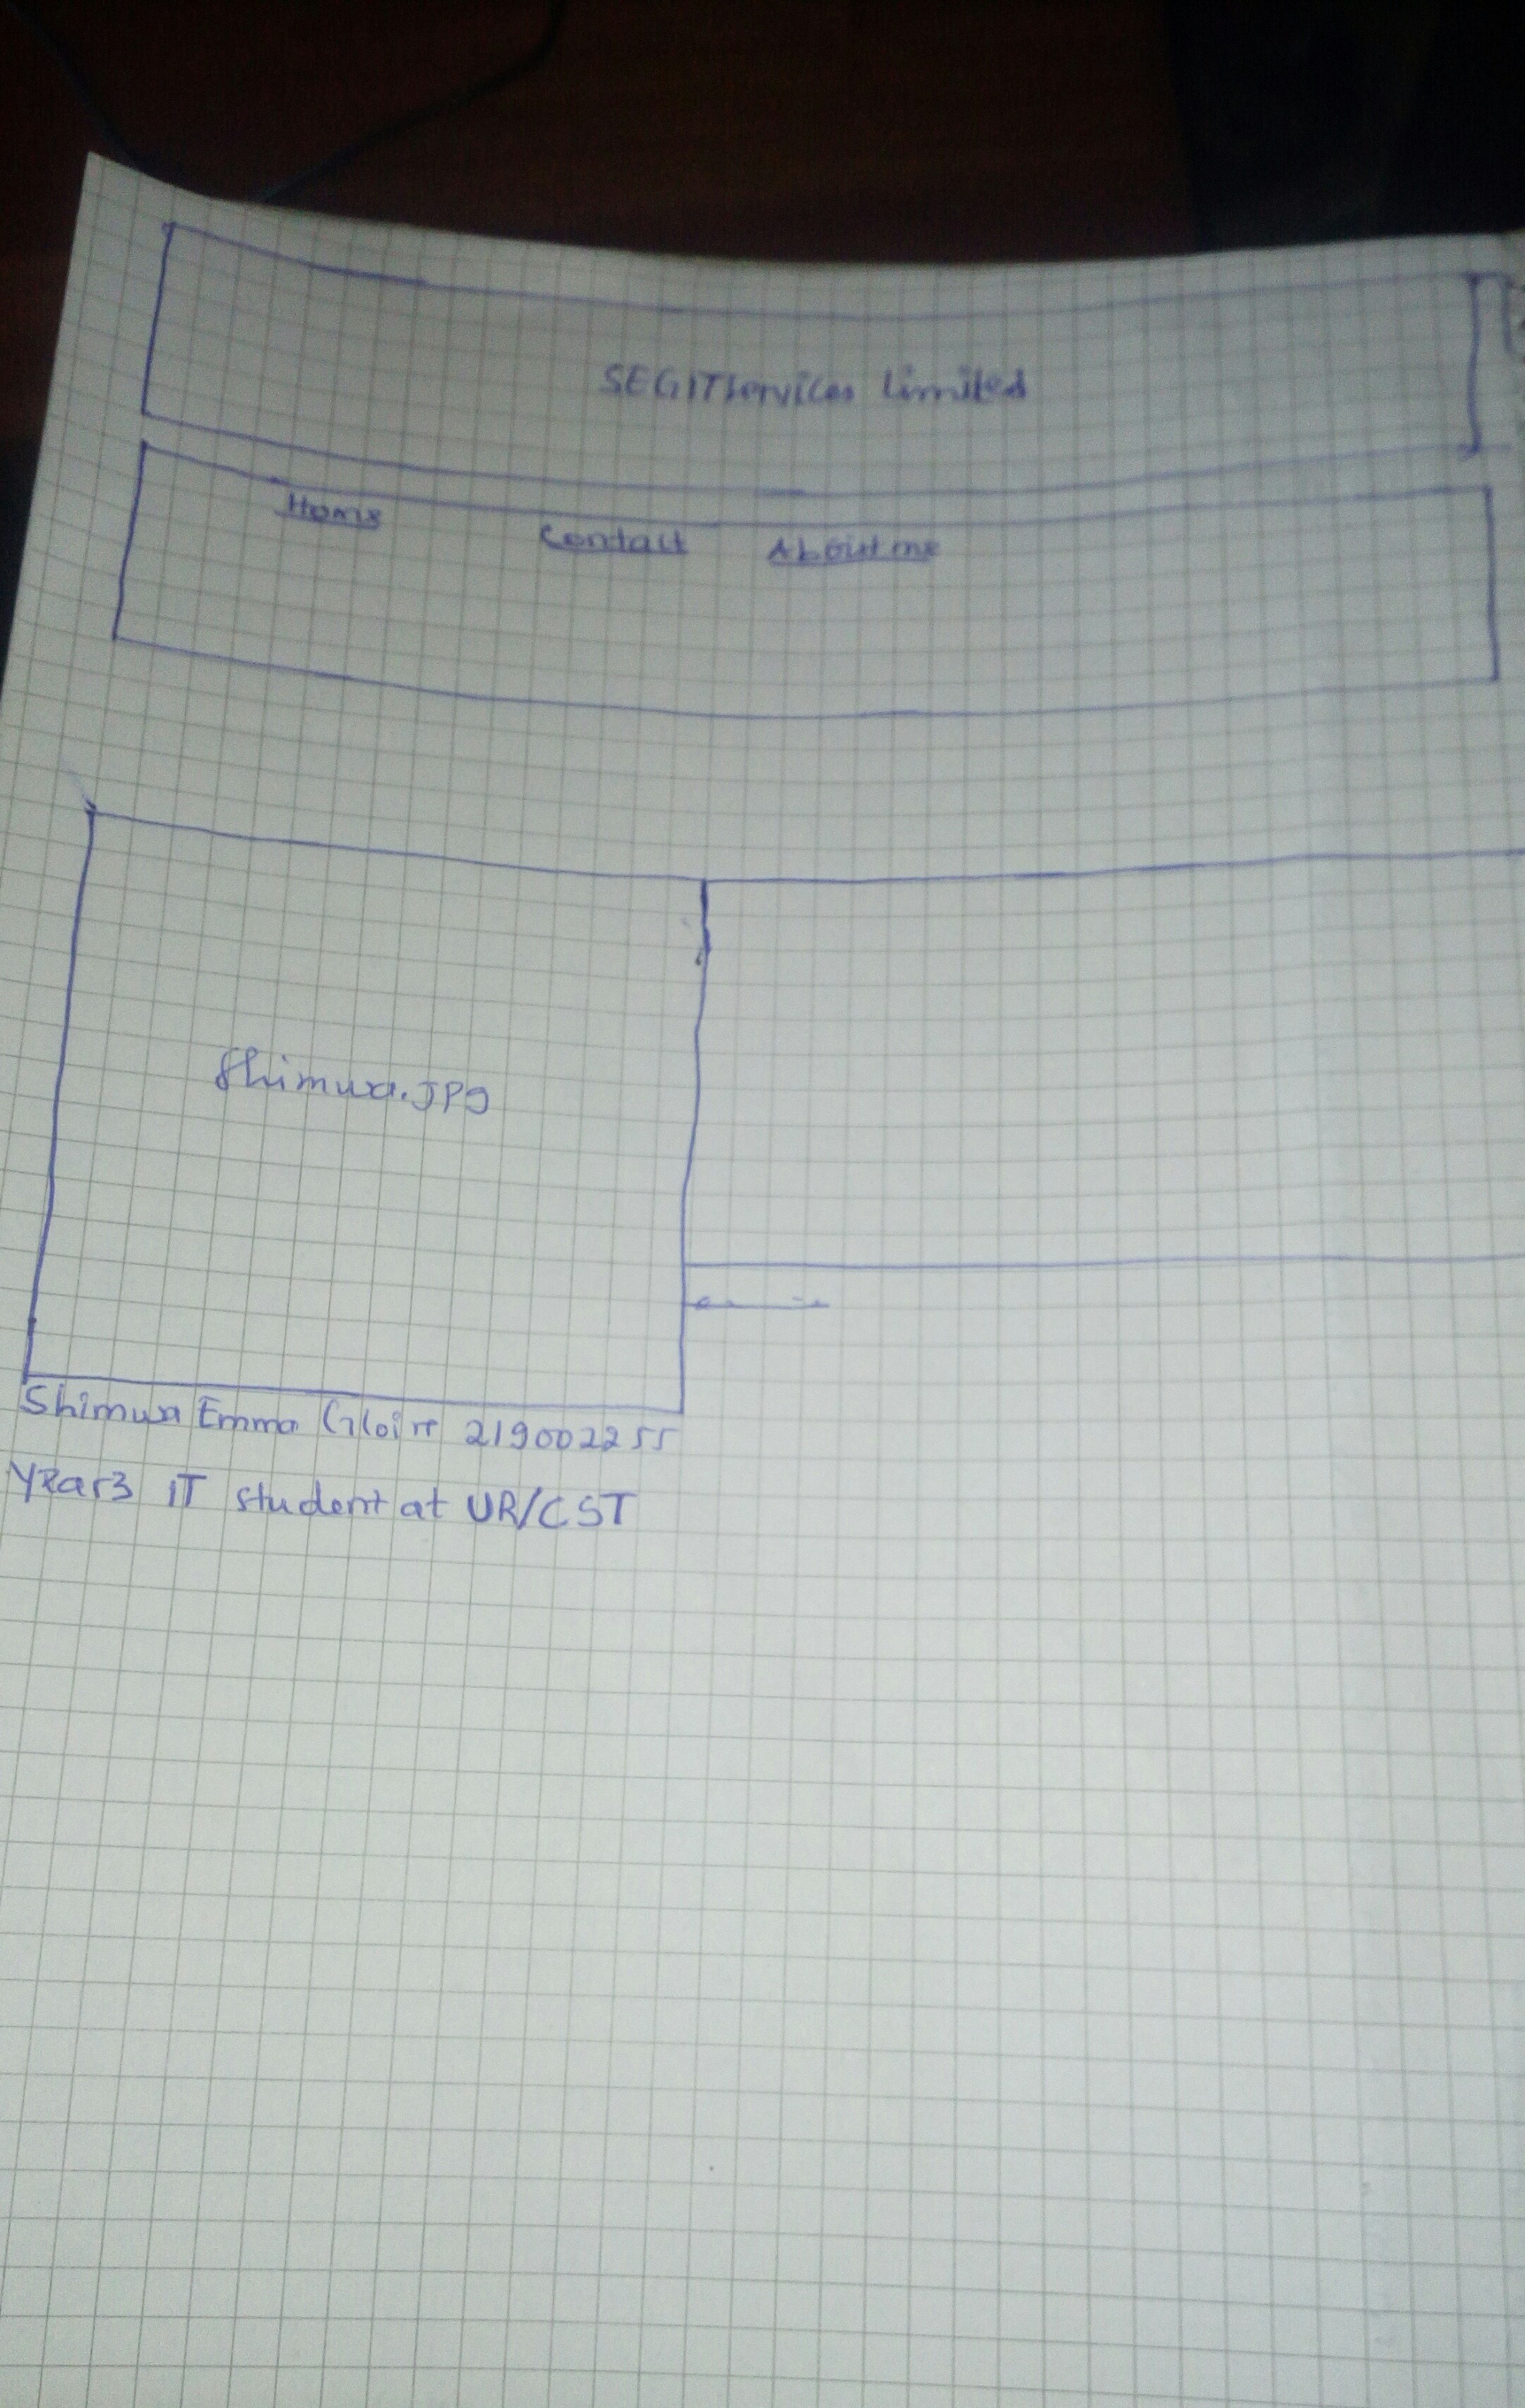 SEGITservices Limited
Home Contact About me
Shimwa.JPG
Shimwa Emma Gloire 219002255
Year3 IT student at UR/CST